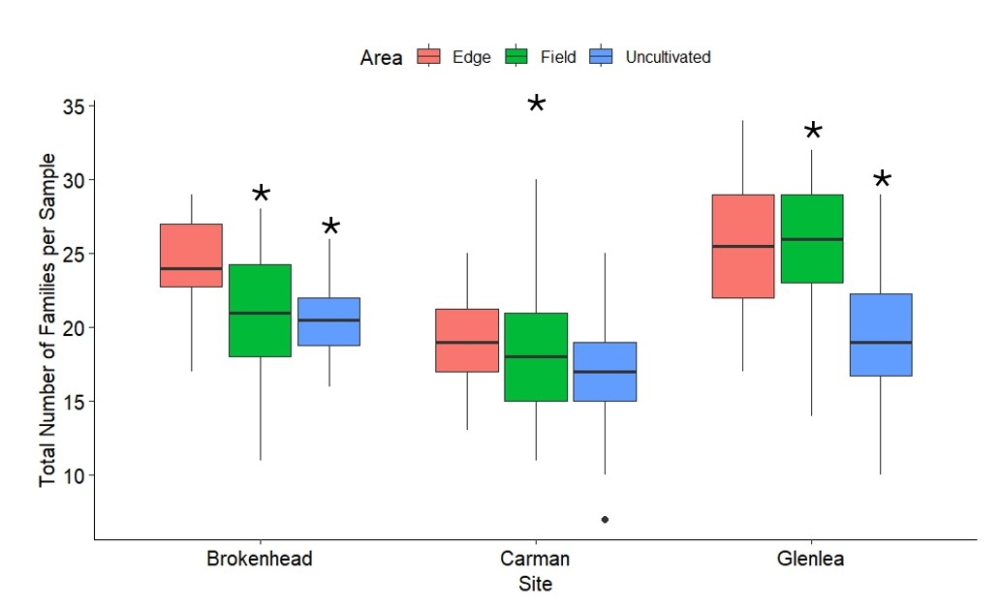 Area Edge Field Uncultivated
Total Number of Families per Sample
35
30
25
20
15
10
* * * * *
Brokenhead Carman Glenlea
Site